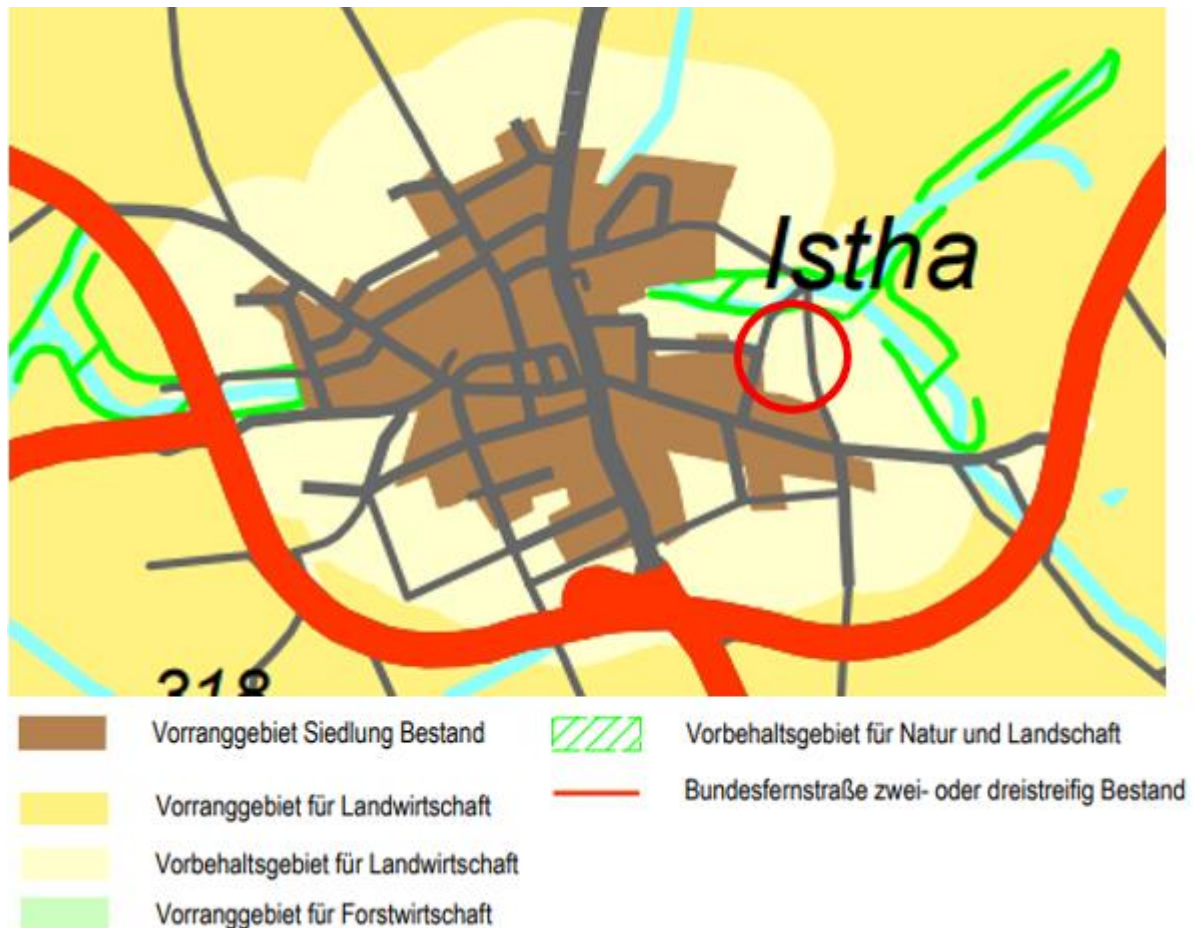 Istha
318
Vorranggebiet Siedlung Bestand
Vorranggebiet für Landwirtschaft
Vorbehaltsgebiet für Landwirtschaft
Vorranggebiet für Forstwirtschaft
Vorbehaltsgebiet für Natur und Landschaft
Bundesfernstraße zwei- oder dreistreifig Bestand